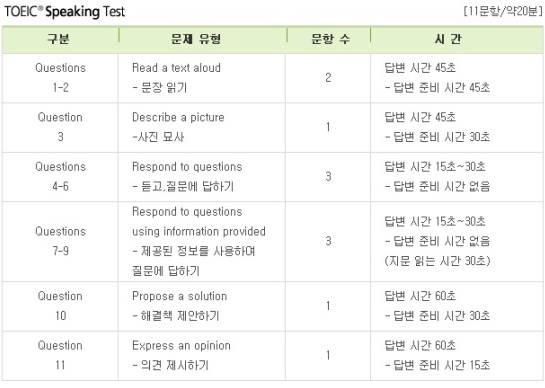 TOEIC® Speaking Test [11문항/약20분]
구분 문제 유형 문항 수 시 간
Questions
1-2
Read a text aloud
- 문장 읽기
2
답변 시간 45초
- 답변 준비 시간 45초
Question
3
Describe a picture
-사진 묘사
1
답변 시간 45초
- 답변 준비 시간 30초
Questions
4-6
Respond to questions
- 듣고,질문에 답하기
3
답변 시간 15초~30초
- 답변 준비 시간 없음
Questions
7-9
Respond to questions
using information provided
- 제공된 정보를 사용하며
질문에 답하기
3
답변 시간 15초~30초
- 답변 준비 시간 없음
(지문 읽는 시간 30초)
Question
10
Propose a solution
- 해결책 제안하기
1
답변 시간 60초
- 답변 준비 시간 30초
Question
11
Express an opinion
- 의견 제시하기
1
답변 시간 60초
- 답변 준비 시간 15초